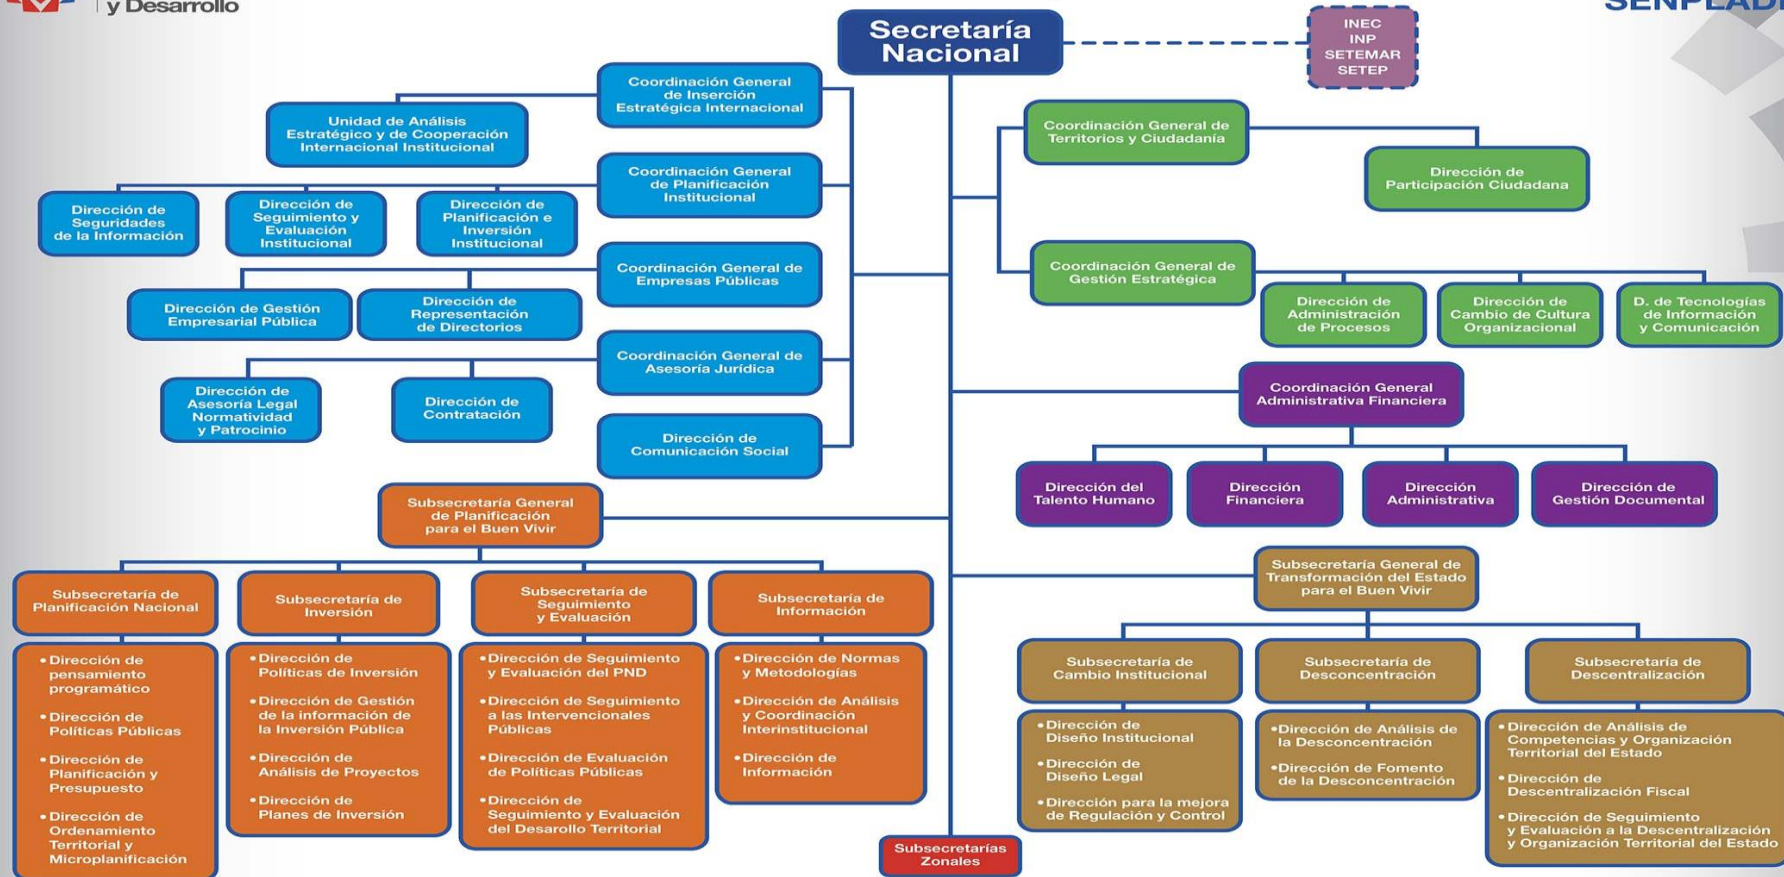 y Desarrollo
SENPLADE
Secretaría
Nacional
INEC
INP
SETEMAR
SETEP
Coordinación General
de Inserción
Estratégica Internacional
Unidad de Análisis
Estratégico y de Cooperación
Internacional Institucional
Coordinación General
de Planificación
Institucional
Dirección de
Seguridades
de la Información
Dirección de
Seguimiento y
Evaluación
Institucional
Dirección de
Planificación e
Inversión
Institucional
Coordinación General de
Empresas Públicas
Dirección de Gestión
Empresarial Pública
Dirección de
Representación
de Directorios
Coordinación General de
Asesoría Jurídica
Dirección de
Asesoría Legal
Normatividad
y Patrocinio
Dirección de
Contratación
Dirección de
Comunicación Social
Coordinación General de
Territorios y Ciudadanía
Dirección de
Participación Ciudadana
Coordinación General de
Gestión Estratégica
Dirección de
Administración
de Procesos
Dirección de
Cambio de Cultura
Organizacional
D. de Tecnologías
de Información
y Comunicación
Coordinación General
Administrativa Financiera
Dirección del
Talento Humano
Dirección
Financiera
Dirección
Administrativa
Dirección de
Gestión Documental
Subsecretaría General
de Planificación
para el Buen Vivir
Subsecretaría de
Planificación Nacional
• Dirección de
pensamiento
programático
• Dirección de
Políticas Públicas
• Dirección de
Planificación y
Presupuesto
• Dirección de
Ordenamiento
Territorial y
Microplanificación
Subsecretaría de
Inversión
• Dirección de
Políticas de Inversión
• Dirección de Gestión
de la información de
la Inversión Pública
• Dirección de
Análisis de Proyectos
• Dirección de
Planes de Inversión
Subsecretaría de
Seguimiento
y Evaluación
• Dirección de Seguimiento
y Evaluación del PND
• Dirección de Seguimiento
a las Intervencionales
Públicas
• Dirección de Evaluación
de Políticas Públicas
• Dirección de
Seguimiento y Evaluación
del Desarollo Territorial
Subsecretaría de
Información
• Dirección de Normas
y Metodologías
• Dirección de Análisis
y Coordinación
Interinstitucional
• Dirección de
Información
Subsecretaría General de
Transformación del Estado
para el Buen Vivir
Subsecretaría de
Cambio Institucional
• Dirección de
Diseño Institucional
• Dirección de
Diseño Legal
• Dirección para la mejora
de Regulación y Control
Subsecretaría de
Desconcentración
• Dirección de Análisis de
la Desconcentración
• Dirección de Fomento
de la Desconcentración
Subsecretaría de
Descentralización
• Dirección de Análisis de
Competencias y Organización
Territorial del Estado
• Dirección de
Descentralización Fiscal
• Dirección de Seguimiento
y Evaluación a la Descentralización
y Organización Territorial del Estado
Subsecretarías
Zonales